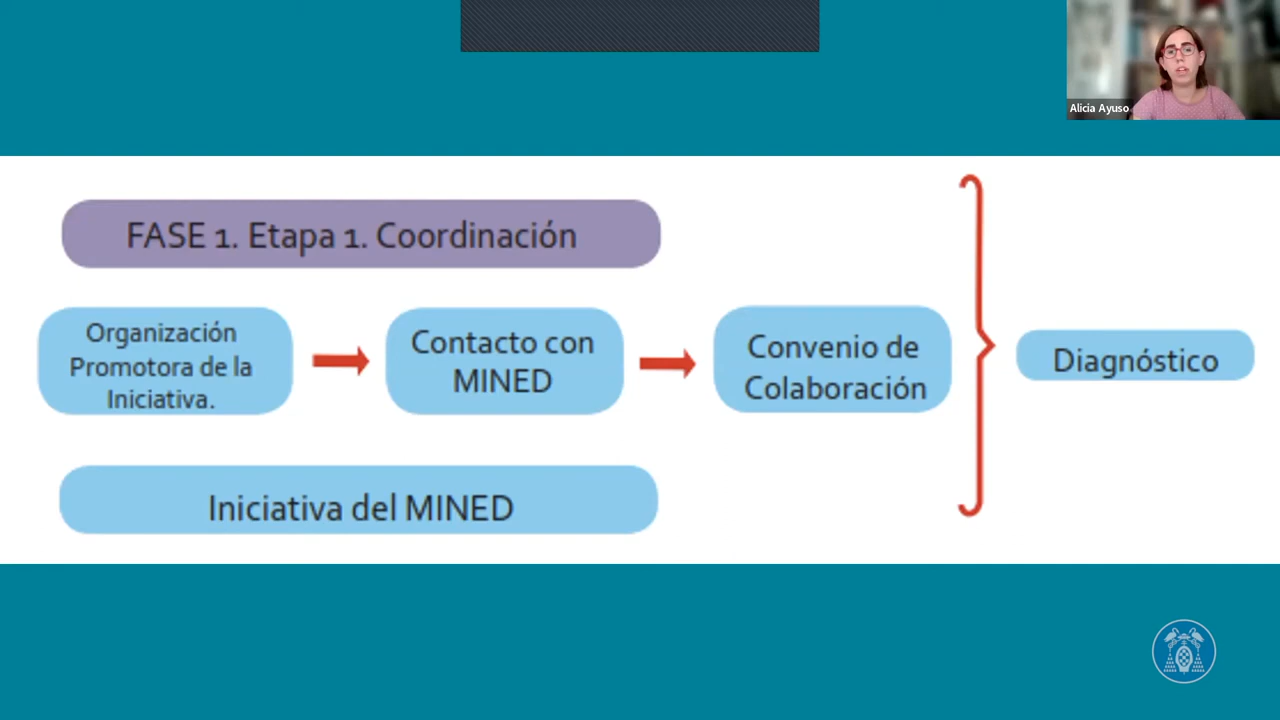 Alicia Ayuso
FASE 1. Etapa 1. Coordinación
Organización
Promotora de la
Iniciativa.
Contacto con
MINED
Convenio de
Colaboración
Diagnóstico
Iniciativa del MINED